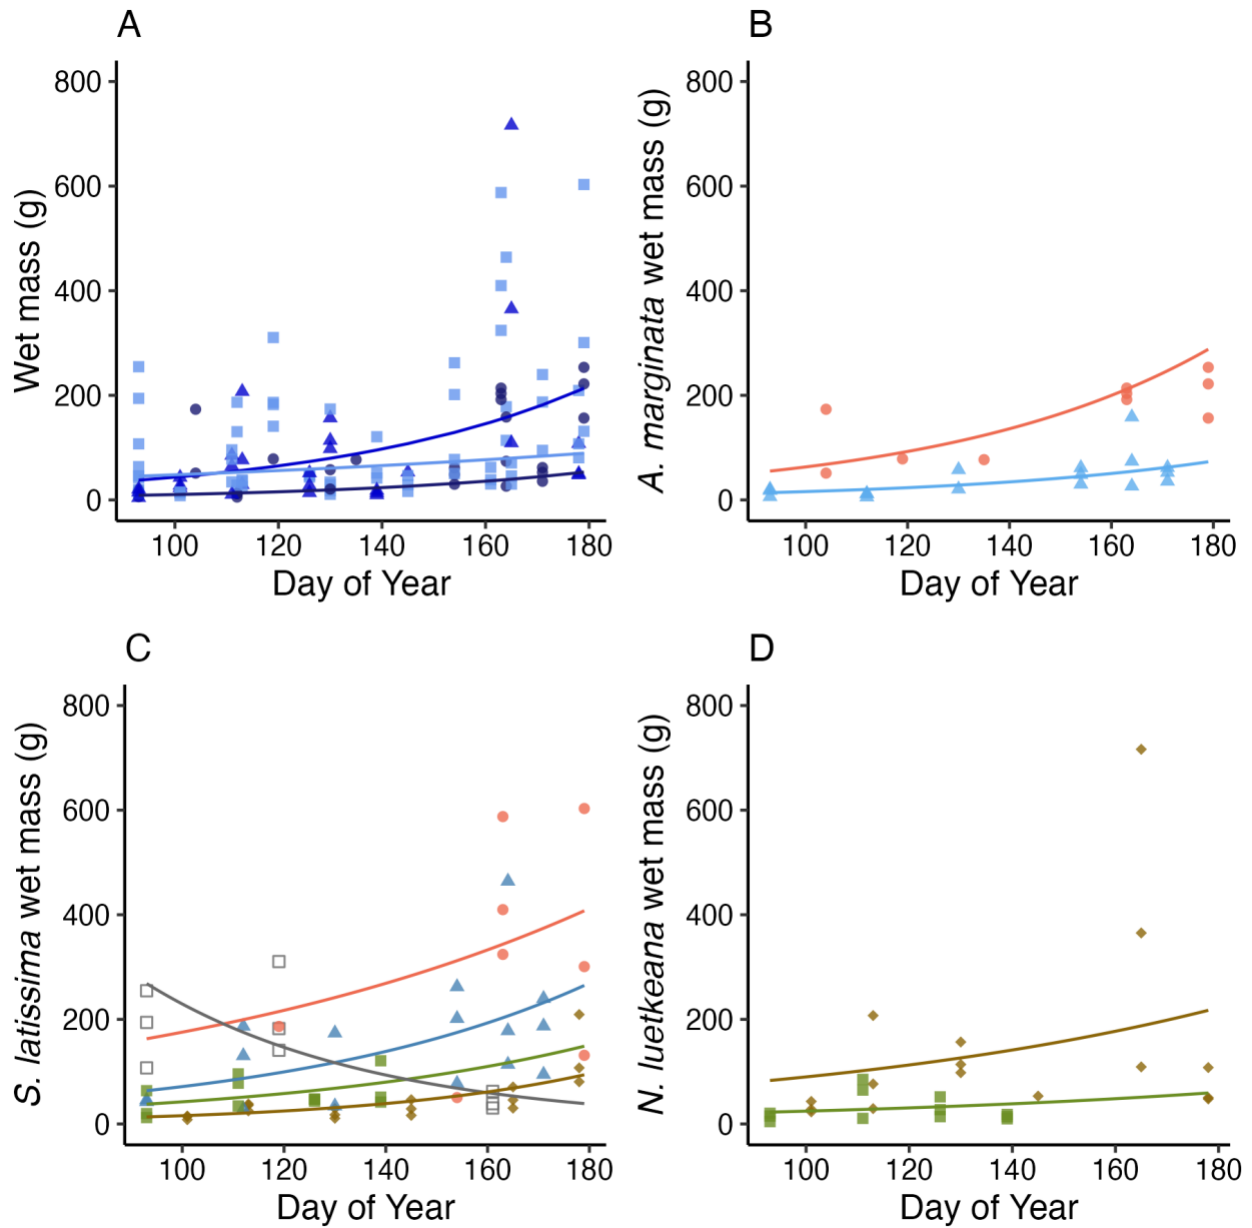 A
800
600
400
200
0
Wet mass (g)
100 120 140 160 180
Day of Year
B
800
600
400
200
0
A. marginata wet mass (g)
100 120 140 160 180
Day of Year
C
800
600
400
200
0
S. latissima wet mass (g)
100 120 140 160 180
Day of Year
D
800
600
400
200
0
N. luetkeana wet mass (g)
100 120 140 160 180
Day of Year